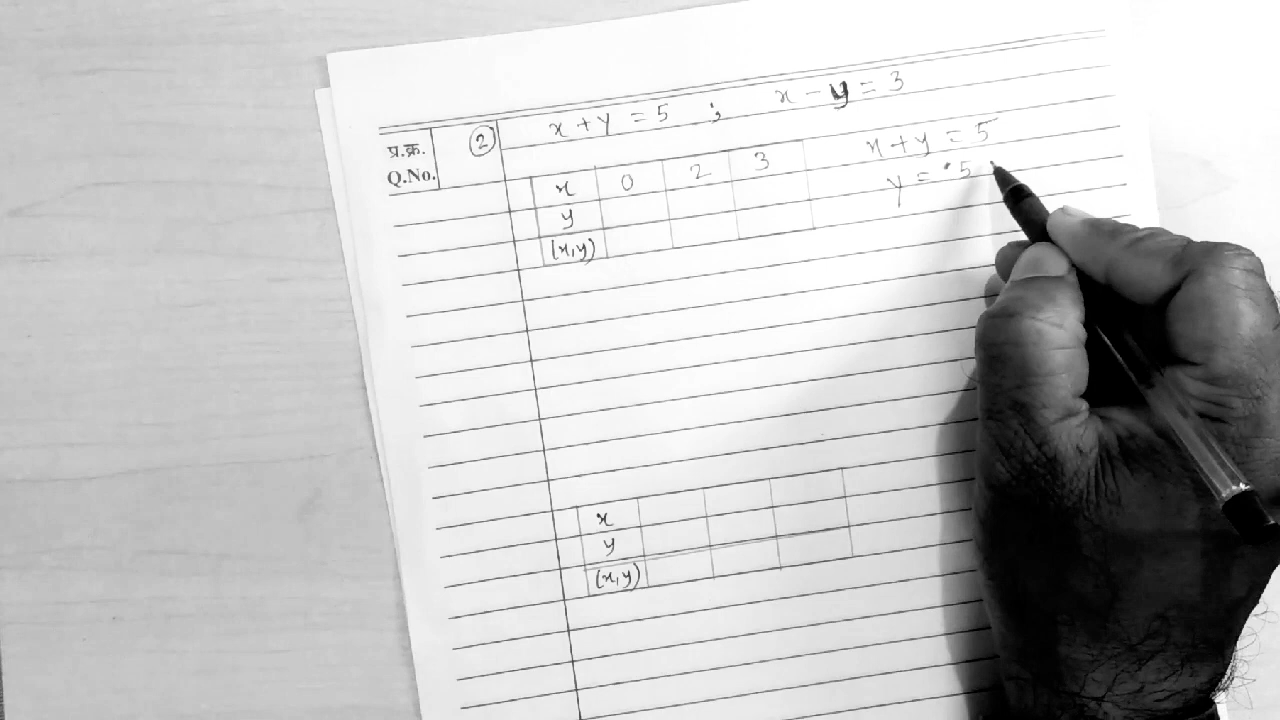 x + y = 5 ; x - y = 3
प्र.क्र. 2
Q.No.
x 0 2 3
y
(x,y)
x + y = 5
y = 5
x
y
(x,y)